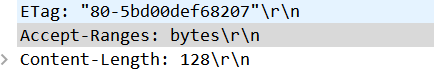 ETag: "80-5bd00def68207"\r\n
Accept-Ranges: bytes\r\n
Content-Length: 128\r\n